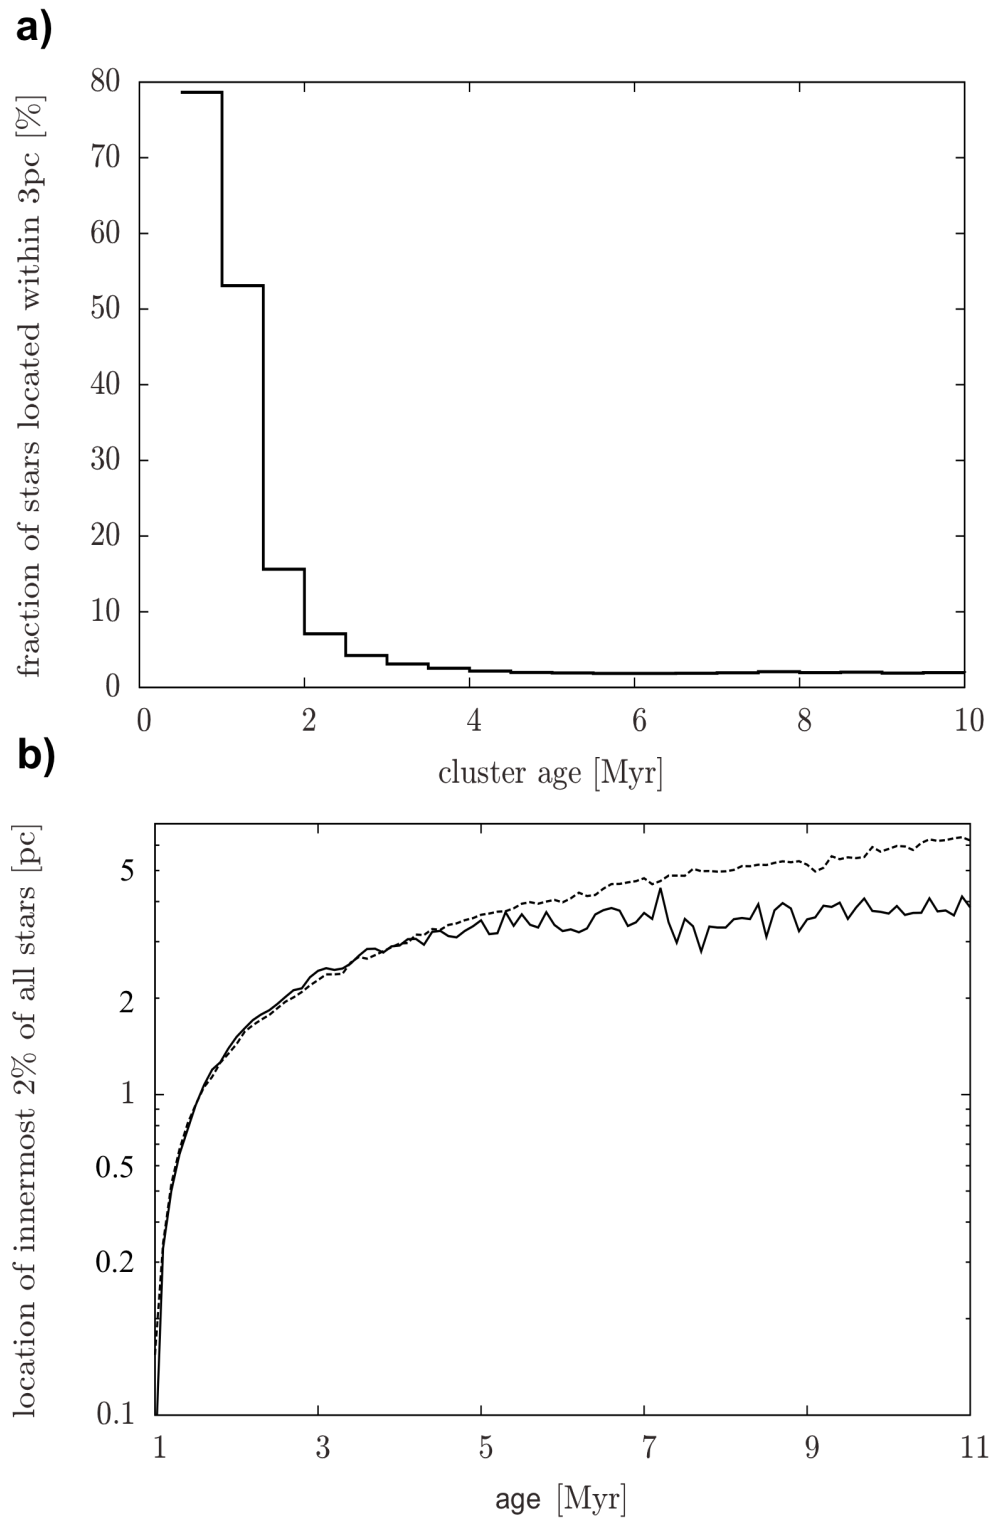 a)
fraction of stars located within 3pc [%]
80
70
60
50
40
30
20
10
0
0 2 4 6 8 10
cluster age [Myr]
b)
location of innermost 2% of all stars [pc]
5
2
1
0.5
0.2
0.1
1 3 5 7 9 11
age [Myr]